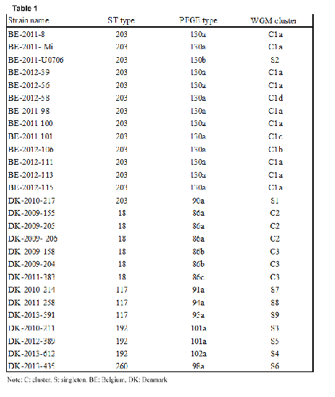 Table 1
Strain name ST type PFGE type WGM cluster
BE-2011-8 203 130a C1a
BE-2011- Mi 203 130a C1a
BE-2011-U0706 203 130b S2
BE-2012-39 203 130a C1a
BE-2012-56 203 130a C1a
BE-2012-58 203 130a C1d
BE-2011-98 203 130a C1a
BE-2011-100 203 130a C1a
BE-2011-101 203 130a C1c
BE-2012-106 203 130a C1b
BE-2012-111 203 130a C1a
BE-2012-113 203 130a C1a
BE-2012-115 203 130a C1a
DK-2010-217 203 90a S1
DK-2009-155 18 86a C2
DK-2009-205 18 86a C2
DK-2009- 206 18 86a C2
DK-2009-158 18 86b C3
DK-2009-204 18 86b C3
DK-2011-383 18 86c C3
DK-2010-214 117 91a S7
DK-2011-258 117 94a S8
DK-2013-591 117 95a S9
DK-2010-211 192 101a S3
DK-2012-389 192 101a S5
DK-2013-612 192 102a S4
DK-2013-435 260 98a S6
Note: C: cluster, S: singleton, BE: Belgium, DK: Denmark